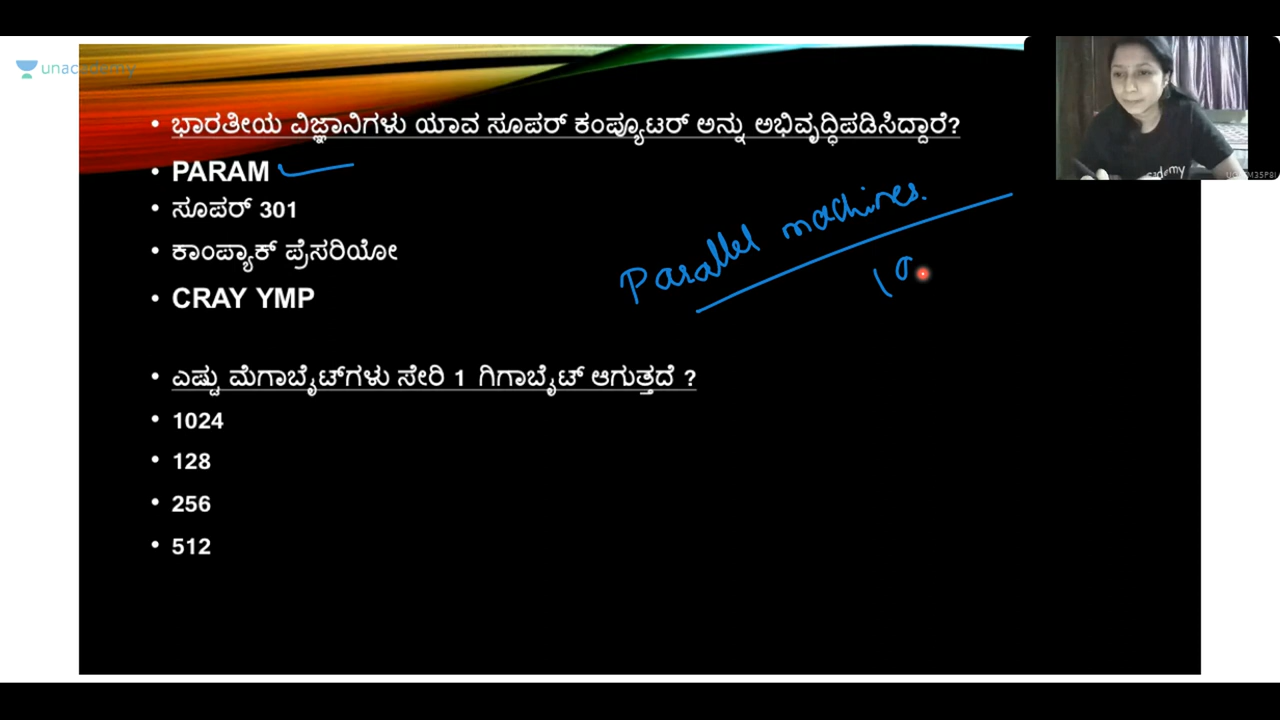 unacademy
ಭಾರತೀಯ ವಿಜ್ಞಾನಿಗಳು ಯಾವ ಸೂಪರ್ ಕಂಪ್ಯೂಟರ್ ಅನ್ನು ಅಭಿವೃದ್ಧಿಪಡಿಸಿದ್ದಾರೆ?
PARAM
ಸೂಪರ್ 301
ಕಾಂಪ್ಯಾಕ್ ಪ್ರೆಸರಿಯೋ
CRAY YMP
Parallel machines.
ಎಷ್ಟು ಮೆಗಾಬೈಟ್‌ಗಳು ಸೇರಿ 1 ಗಿಗಾಬೈಟ್ ಆಗುತ್ತದೆ ?
1024
128
256
512